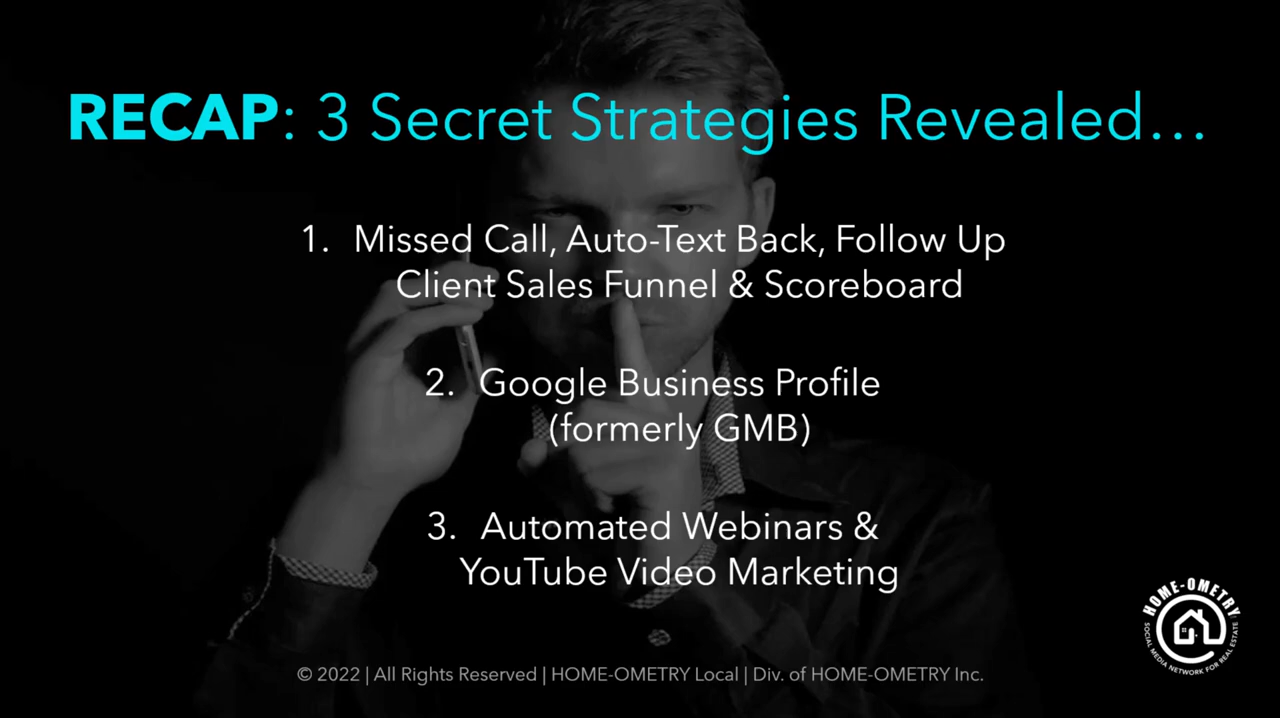 RECAP: 3 Secret Strategies Revealed...
1. Missed Call, Auto-Text Back, Follow Up
Client Sales Funnel & Scoreboard
2. Google Business Profile
(formerly GMB)
3. Automated Webinars &
YouTube Video Marketing
HOME-OMETRY
SOCIAL MEDIA NETWORK FOR REAL ESTATE
© 2022 | All Rights Reserved | HOME-OMETRY Local | Div. of HOME-OMETRY Inc.